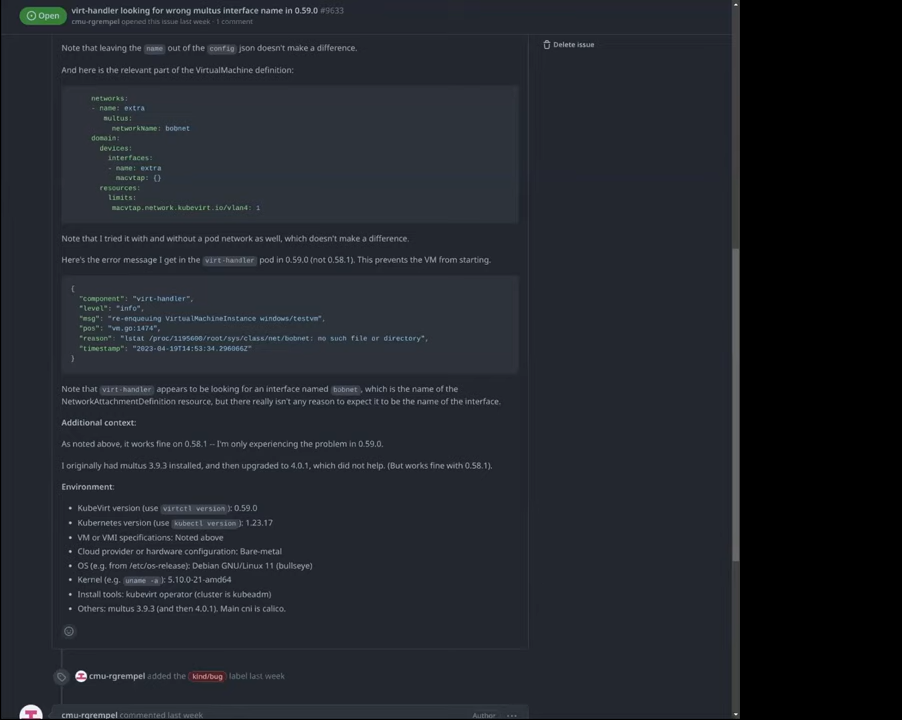 Open
virt-handler looking for wrong multus interface name in 0.59.0 #9633
cmu-rgrempel opened this issue last week · 1 comment
Delete issue
Note that leaving the name out of the config json doesn't make a difference.
And here is the relevant part of the VirtualMachine definition:
networks:
- name: extra
multus:
networkName: bobnet
domain:
devices:
interfaces:
- name: extra
macvtap: {}
resources:
limits:
macvtap.network.kubevirt.io/vlan4: 1
Note that I tried it with and without a pod network as well, which doesn't make a difference.
Here's the error message I get in the virt-handler pod in 0.59.0 (not 0.58.1). This prevents the VM from starting.
{
"component": "virt-handler",
"level": "info",
"msg": "re-enqueuing VirtualMachineInstance windows/testvm",
"pos": "vm.go:1474",
"reason": "lstat /proc/1195600/root/sys/class/net/bobnet: no such file or directory",
"timestamp": "2023-04-19T14:53:34.296066Z"
}
Note that virt-handler appears to be looking for an interface named bobnet, which is the name of the
NetworkAttachmentDefinition resource, but there really isn't any reason to expect it to be the name of the interface.
Additional context:
As noted above, it works fine on 0.58.1 -- I'm only experiencing the problem in 0.59.0.
I originally had multus 3.9.3 installed, and then upgraded to 4.0.1, which did not help. (But works fine with 0.58.1).
Environment:
• KubeVirt version (use virtctl version): 0.59.0
• Kubernetes version (use kubectl version): 1.23.17
• VM or VMI specifications: Noted above
• Cloud provider or hardware configuration: Bare-metal
• OS (e.g. from /etc/os-release): Debian GNU/Linux 11 (bullseye)
• Kernel (e.g. uname -a): 5.10.0-21-amd64
• Install tools: kubevirt operator (cluster is kubeadm)
• Others: multus 3.9.3 (and then 4.0.1). Main cni is calico.
cmu-rgrempel added the kind/bug label last week
cmu-rgrempel commented last week
Author ···